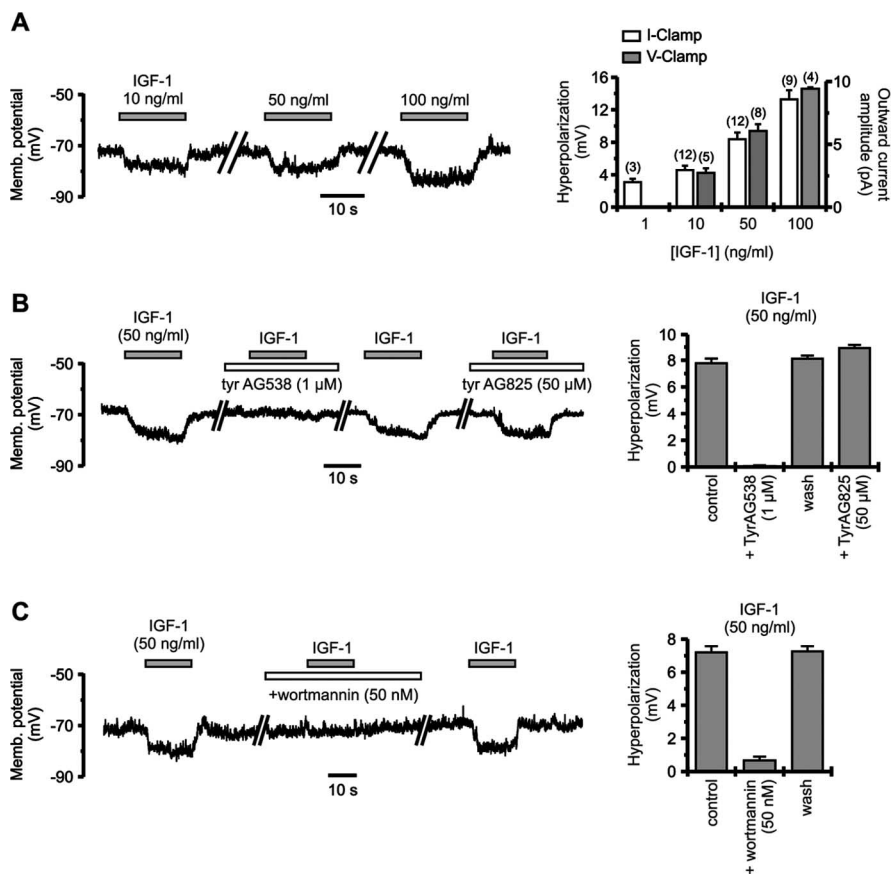 A
IGF-1
10 ng/ml
50 ng/ml
100 ng/ml
Memb. potential
(mV)
-50
-70
-90
10 s
I-Clamp
V-Clamp
Hyperpolarization
(mV)
16
12
8
4
0
(3)
(12)
(5)
(12)
(8)
(9)
(4)
10
5
0
Outward current
amplitude (pA)
1
10
50
100
[IGF-1] (ng/ml)
B
IGF-1
(50 ng/ml)
IGF-1
IGF-1
IGF-1
tyr AG538 (1 µM)
tyr AG825 (50 µM)
Memb. potential
(mV)
-50
-70
-90
10 s
IGF-1
(50 ng/ml)
Hyperpolarization
(mV)
10
8
6
4
2
0
control
+ TyrAG538
(1 µM)
wash
+ TyrAG825
(50 µM)
C
IGF-1
(50 ng/ml)
IGF-1
IGF-1
+wortmannin (50 nM)
Memb. potential
(mV)
-50
-70
-90
10 s
IGF-1
(50 ng/ml)
Hyperpolarization
(mV)
8
6
4
2
0
control
+ wortmannin
(50 nM)
wash